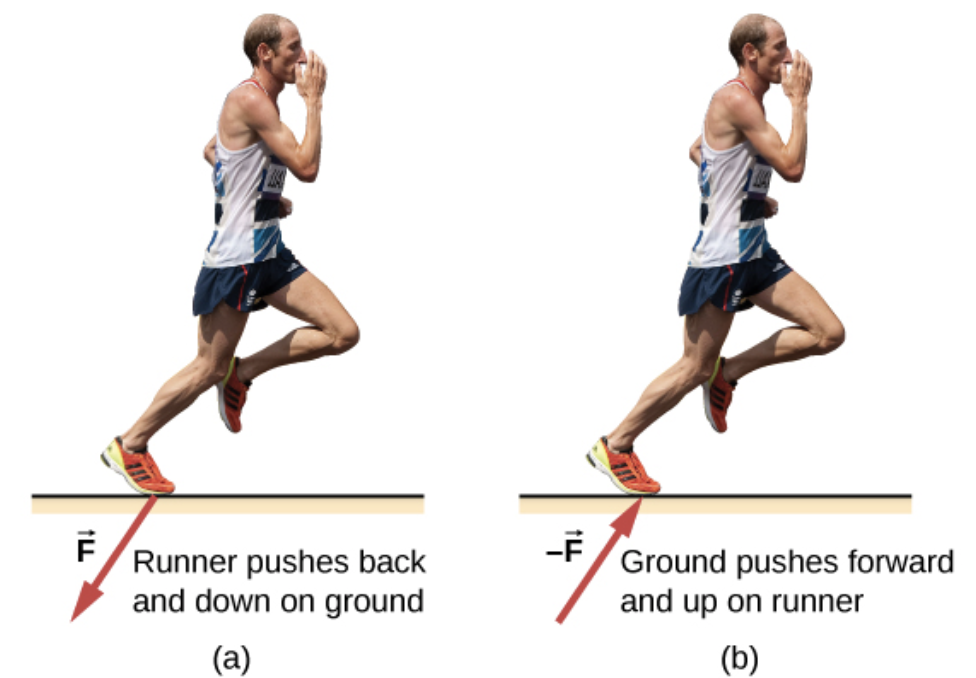 F
Runner pushes back
and down on ground
(a)
–F
Ground pushes forward
and up on runner
(b)